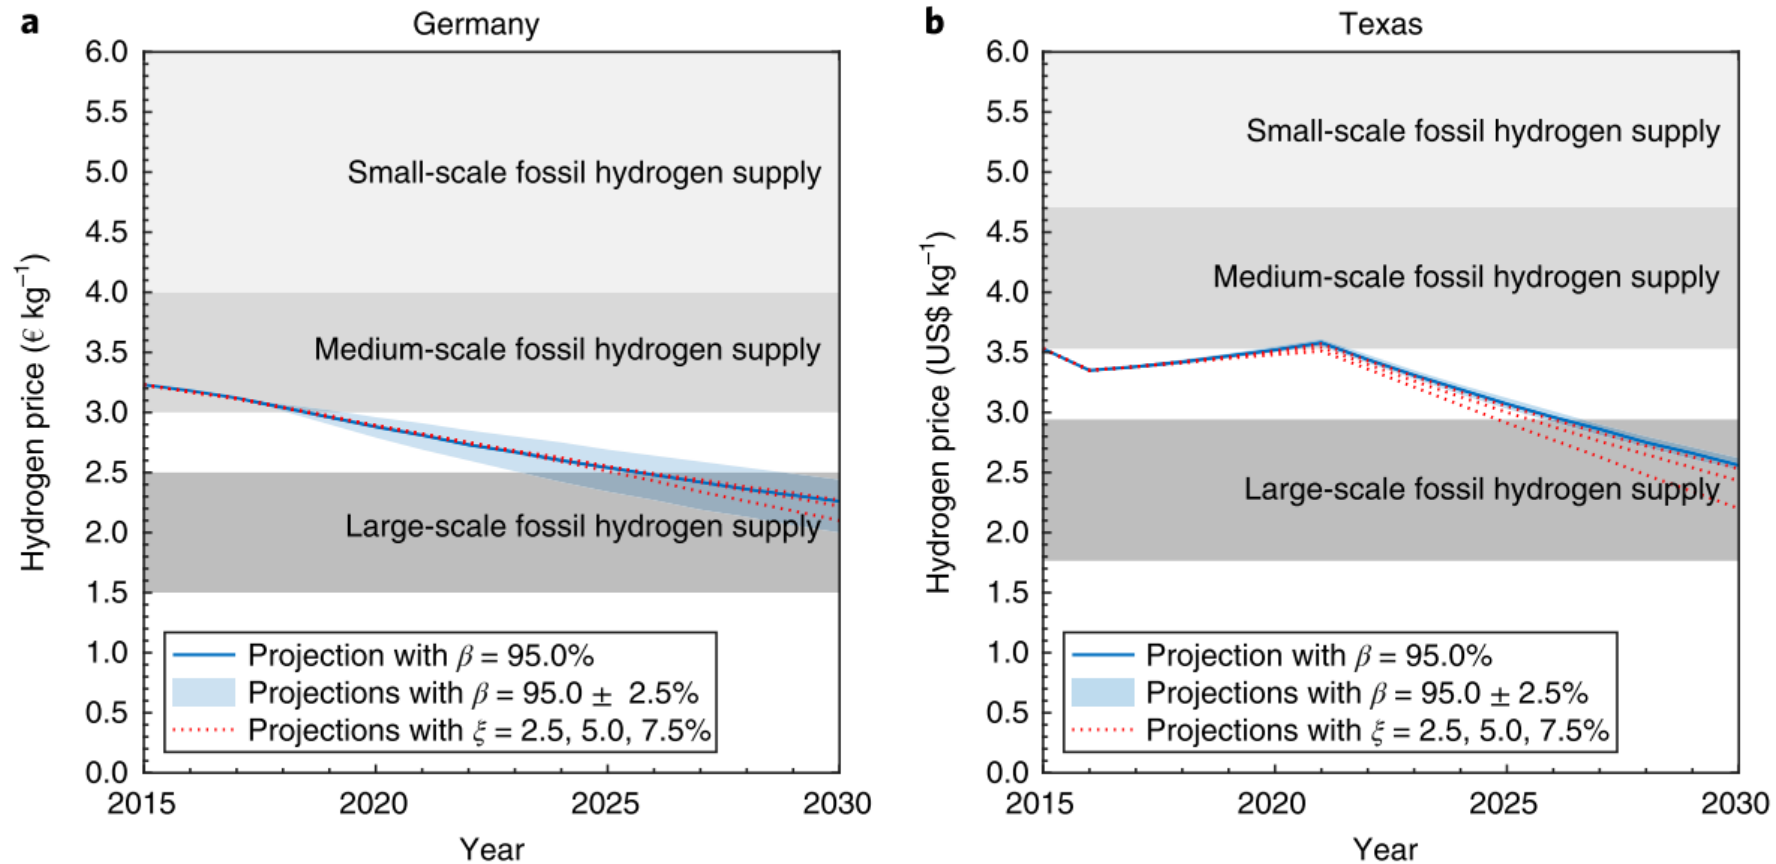 a
Germany
Hydrogen price (€ kg⁻¹)
6.0
5.5
5.0
4.5
4.0
3.5
3.0
2.5
2.0
1.5
1.0
0.5
0.0
Small-scale fossil hydrogen supply
Medium-scale fossil hydrogen supply
Large-scale fossil hydrogen supply
Projection with β = 95.0%
Projections with β = 95.0 ± 2.5%
Projections with ξ = 2.5, 5.0, 7.5%
2015 2020 2025 2030
Year
b
Texas
Hydrogen price (US$ kg⁻¹)
6.0
5.5
5.0
4.5
4.0
3.5
3.0
2.5
2.0
1.5
1.0
0.5
0.0
Small-scale fossil hydrogen supply
Medium-scale fossil hydrogen supply
Large-scale fossil hydrogen supply
Projection with β = 95.0%
Projections with β = 95.0 ± 2.5%
Projections with ξ = 2.5, 5.0, 7.5%
2015 2020 2025 2030
Year